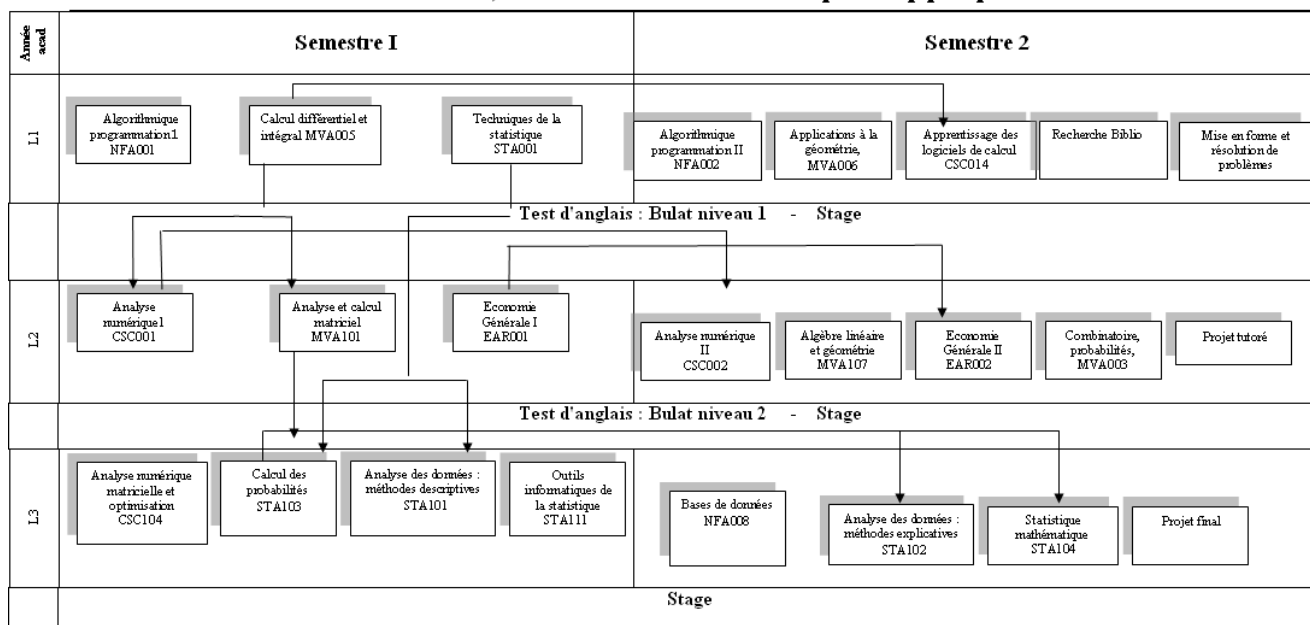 Année
acad
Semestre I
Semestre 2
L1
Algorithmique
programmation1
NFA001
Calcul différentiel et
intégral MVA005
Techniques de la
statistique
STA001
Algorithmique
programmation II
NFA002
Applications à la
géométrie,
MVA006
Apprentissage des
logiciels de calcul
CSC014
Recherche Biblio
Mise en forme et
résolution de
problèmes
Test d'anglais : Bulat niveau 1 - Stage
L2
Analyse
numérique1
CSC001
Analyse et calcul
matriciel
MVA101
Economie
Générale I
EAR001
Analyse numérique
II
CSC002
Algèbre linéaire
et géométrie
MVA107
Economie
Générale II
EAR002
Combinatoire,
probabilités,
MVA003
Projet tutoré
Test d'anglais : Bulat niveau 2 - Stage
L3
Analyse numérique
matricielle et
optimisation
CSC104
Calcul des
probabilités
STA103
Analyse des données :
méthodes descriptives
STA101
Outils
informatiques de
la statistique
STA111
Bases de données
NFA008
Analyse des données :
méthodes explicatives
STA102
Statistique
mathématique
STA104
Projet final
Stage